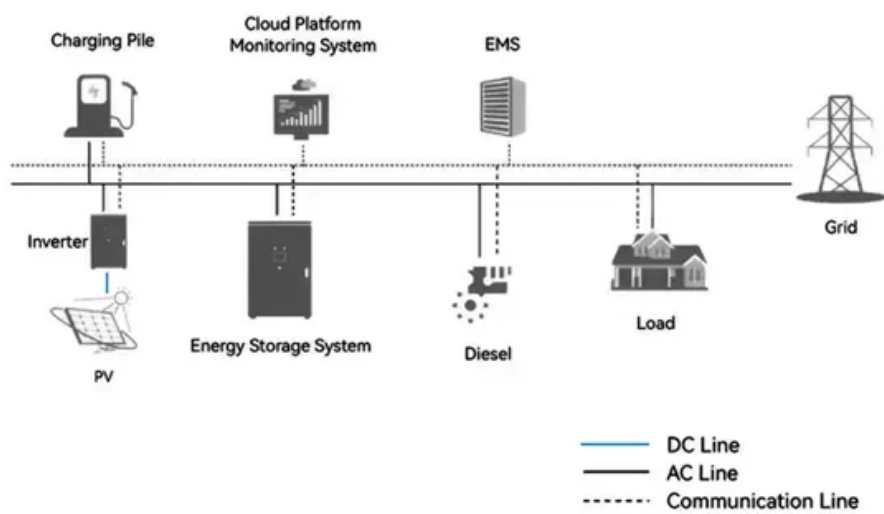 Charging Pile
Cloud Platform
Monitoring System
EMS
Grid
Inverter
Energy Storage System
Diesel
Load
PV
DC Line
AC Line
Communication Line